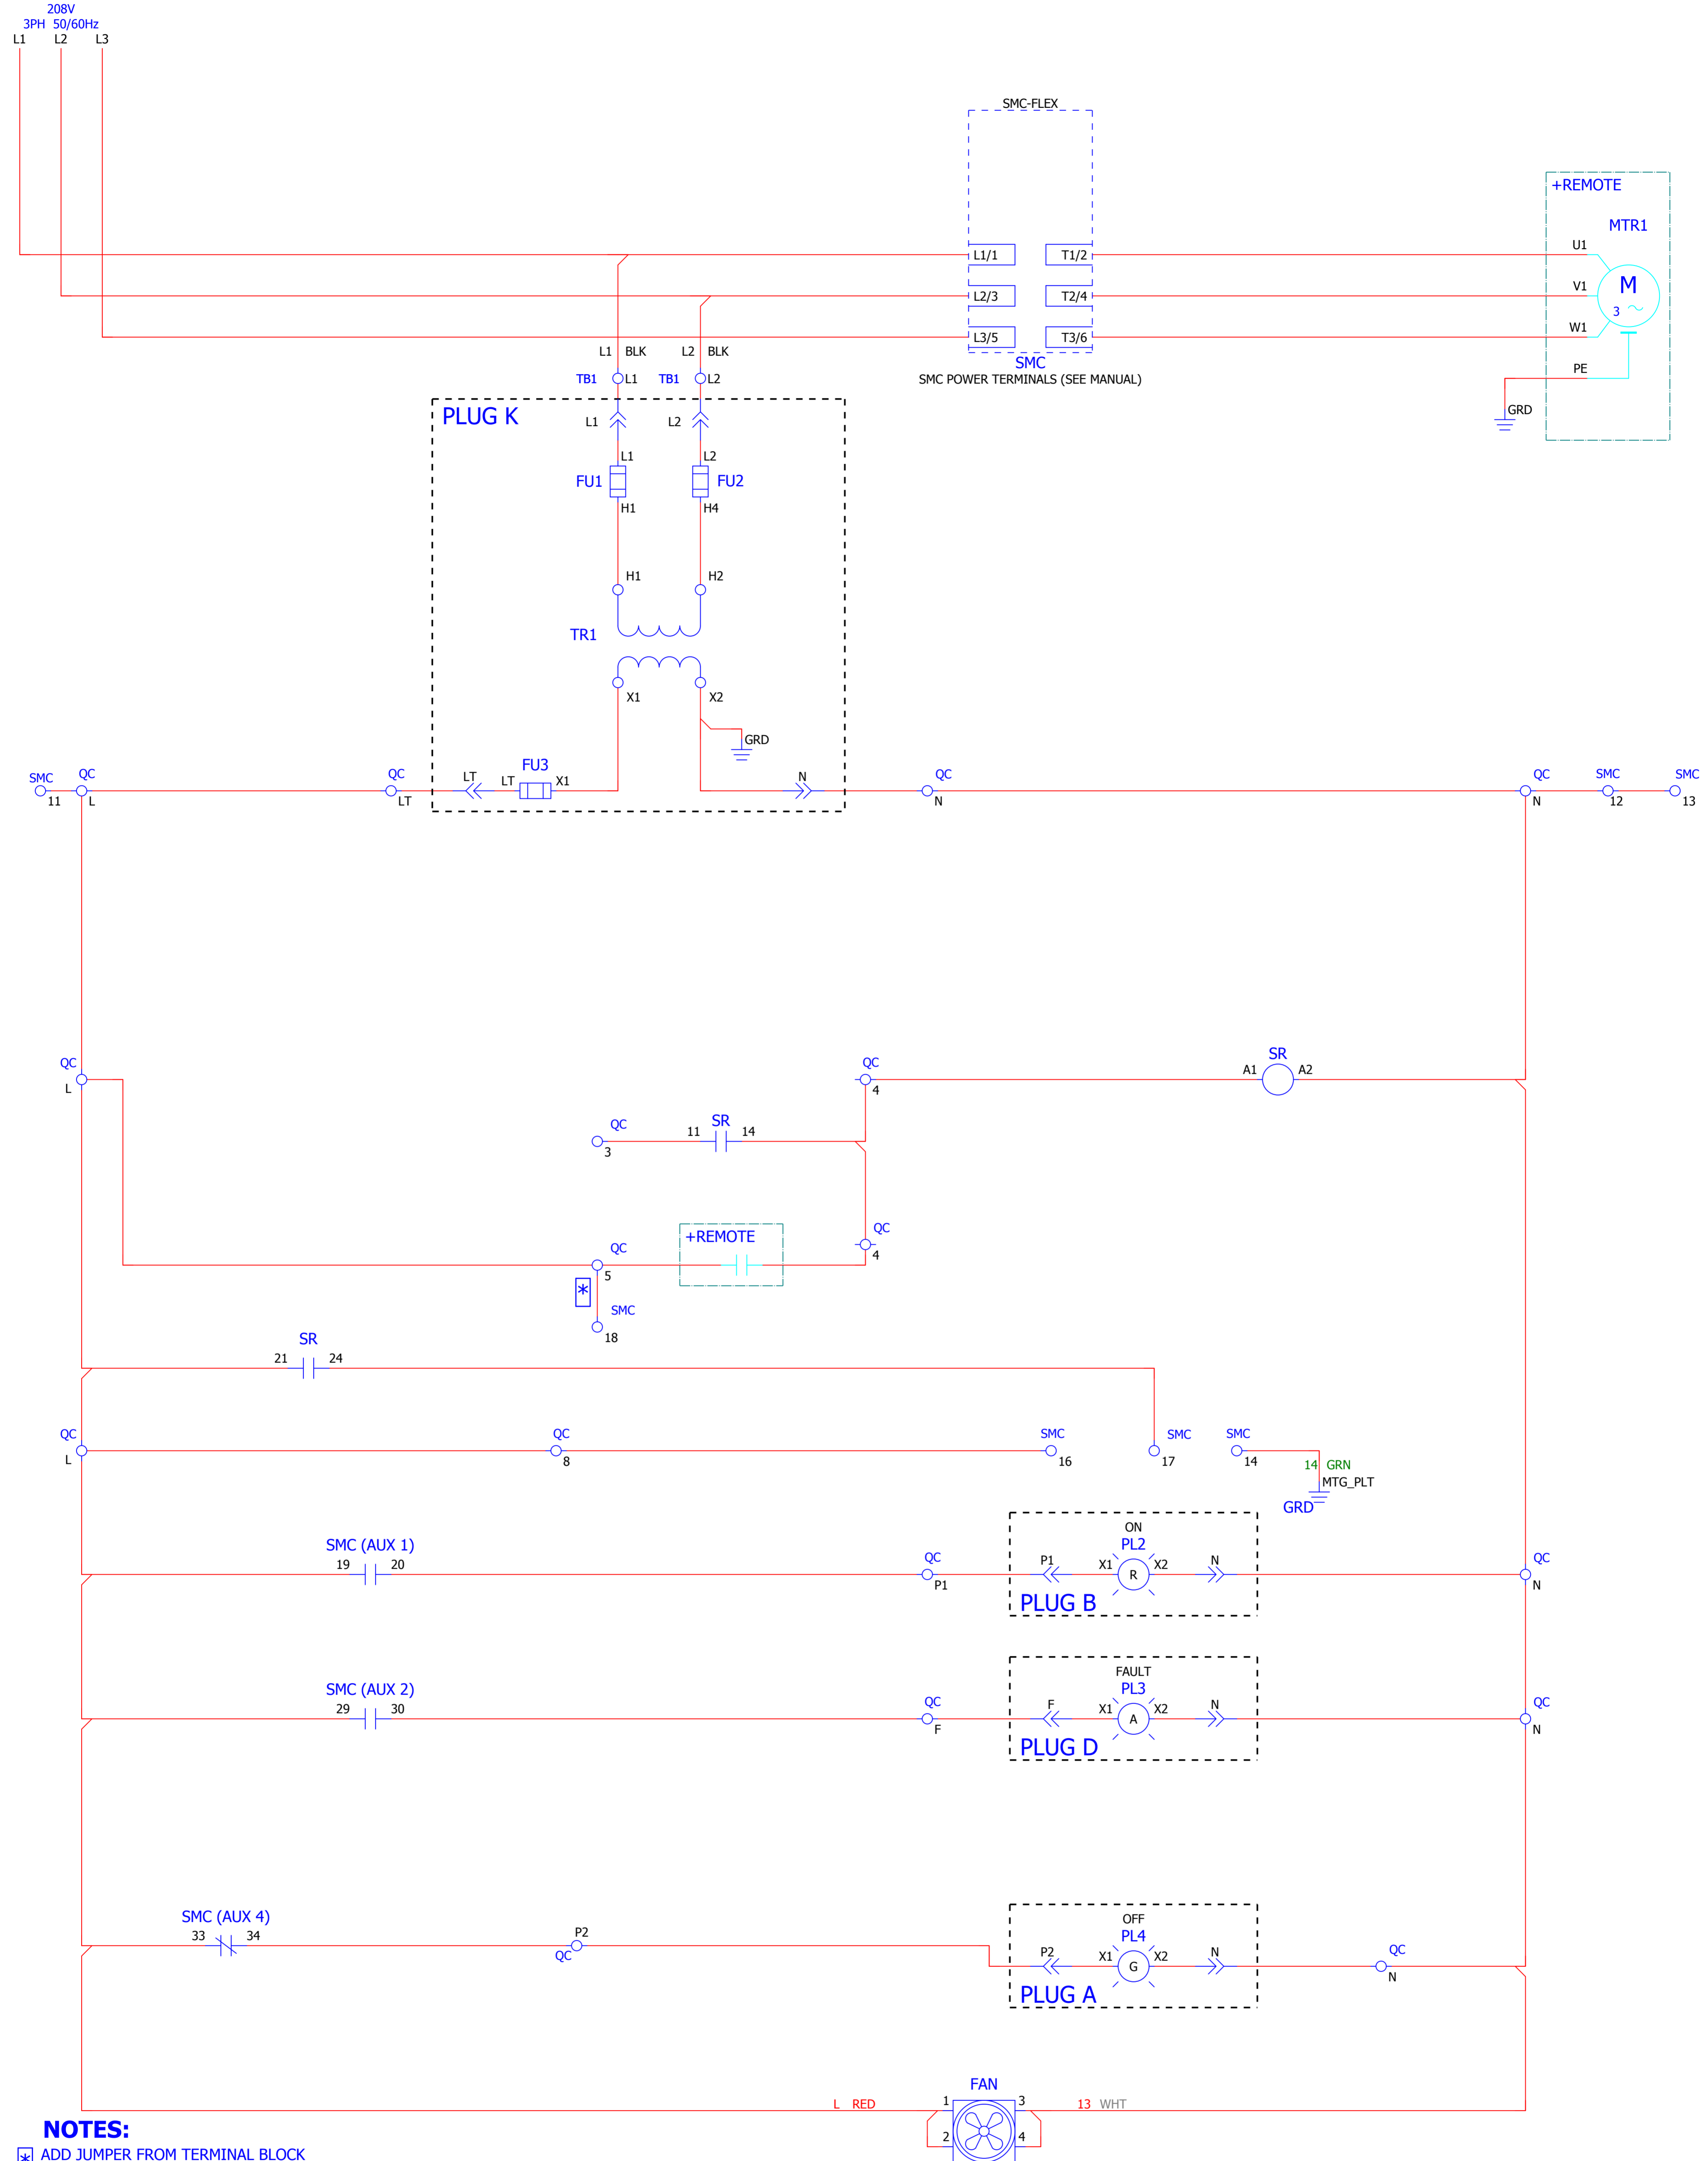 208V
3PH 50/60Hz
L1 L2 L3
SMC-FLEX
+REMOTE
MTR1
L1/1 T1/2 U1
L2/3 T2/4 V1
M
3
L3/5 T3/6 W1
SMC
SMC POWER TERMINALS (SEE MANUAL)
PE
GRD
L1 BLK L2 BLK
TB1 L1 TB1 L2
PLUG K
L1 L2
L1 L2
FU1 FU2
H1 H4
H1 H2
TR1
X1 X2
GRD
SMC QC QC LT LT FU3 X1 N QC QC SMC SMC
11 L LT N N 12 13
QC QC SR
L 4 A1 A2
QC SR
3 11 14
+REMOTE
QC QC
5 4
*
SMC
18
SR
21 24
QC QC SMC SMC SMC
L 8 16 17 14
14 GRN
MTG_PLT
GRD
ON
SMC (AUX 1) PL2
19 20 QC P1 X1 R X2 N QC
P1 N
PLUG B
FAULT
SMC (AUX 2) PL3
29 30 QC F X1 A X2 N QC
F N
PLUG D
OFF
SMC (AUX 4) PL4
33 34 P2 P2 X1 G X2 N QC
QC N
PLUG A
FAN
L RED 1 3 13 WHT
2 4
NOTES:
* ADD JUMPER FROM TERMINAL BLOCK